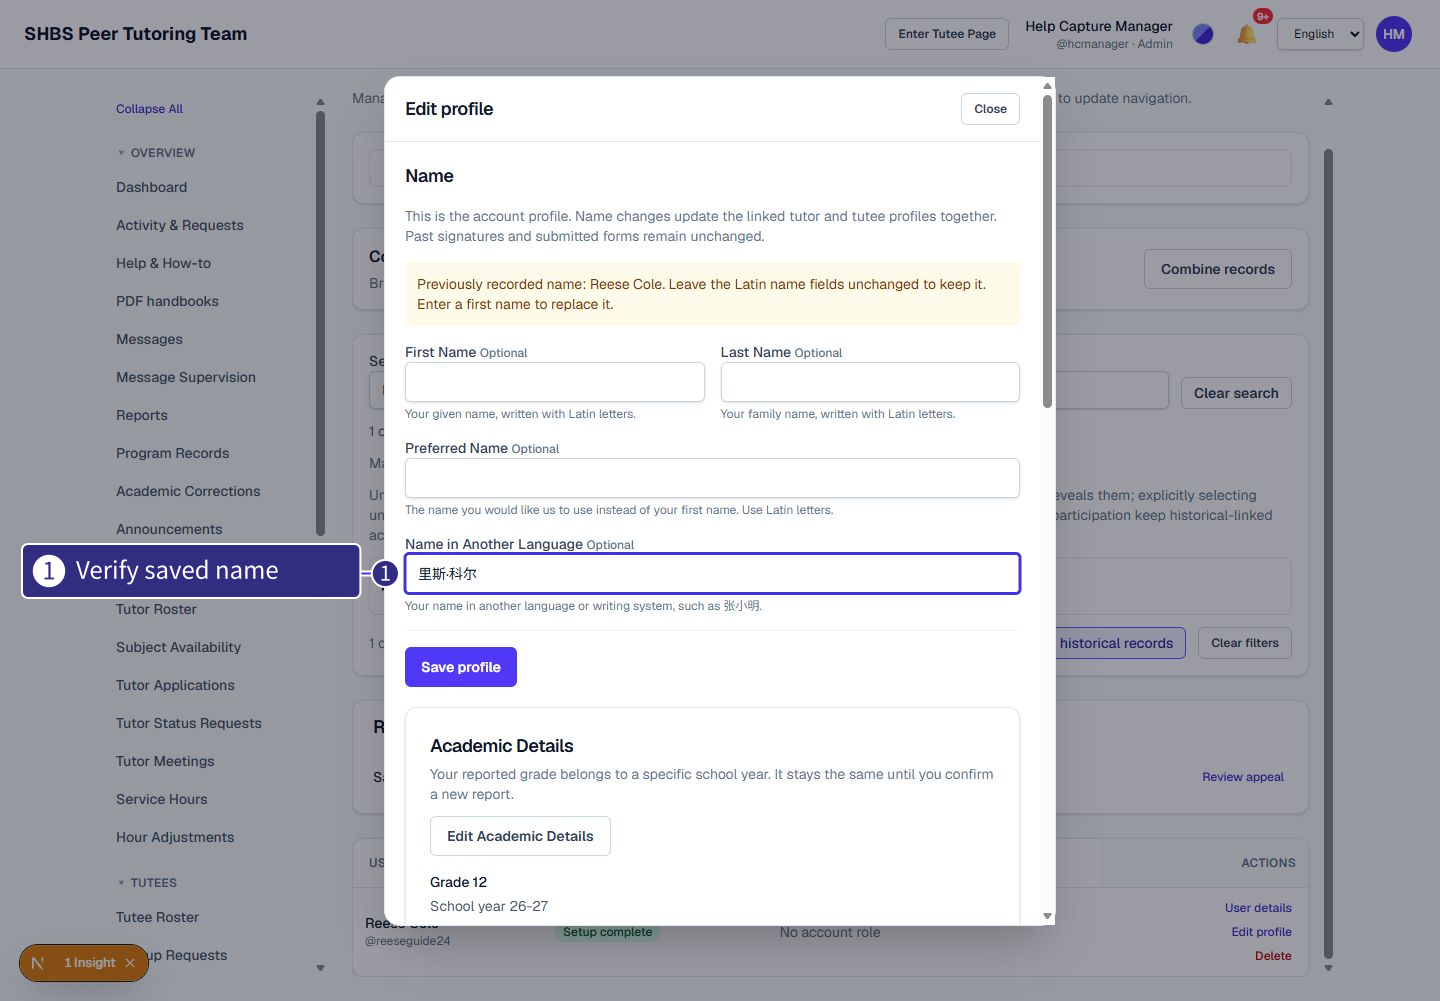 SHBS Peer Tutoring Team
Enter Tutee Page
Help Capture Manager
@hcmanager · Admin
9+
English
HM
Collapse All
OVERVIEW
Dashboard
Activity & Requests
Help & How-to
PDF handbooks
Messages
Message Supervision
Reports
Program Records
Academic Corrections
Announcements
Tutor Roster
Subject Availability
Tutor Applications
Tutor Status Requests
Tutor Meetings
Service Hours
Hour Adjustments
TUTEES
Tutee Roster
up Requests
1 Insight
1 Verify saved name
1
to update navigation.
Combine records
Clear search
eveals them; explicitly selecting
articipation keep historical-linked
historical records
Clear filters
Review appeal
ACTIONS
Edit profile
Close
Name
This is the account profile. Name changes update the linked tutor and tutee profiles together.
Past signatures and submitted forms remain unchanged.
Previously recorded name: Reese Cole. Leave the Latin name fields unchanged to keep it.
Enter a first name to replace it.
First Name Optional
Your given name, written with Latin letters.
Last Name Optional
Your family name, written with Latin letters.
Preferred Name Optional
The name you would like us to use instead of your first name. Use Latin letters.
Name in Another Language Optional
里斯·科尔
Your name in another language or writing system, such as 张小明.
Save profile
Academic Details
Your reported grade belongs to a specific school year. It stays the same until you confirm
a new report.
Edit Academic Details
Grade 12
School year 26-27
@reeseguide24
Setup complete
No account role
User details
Edit profile
Delete